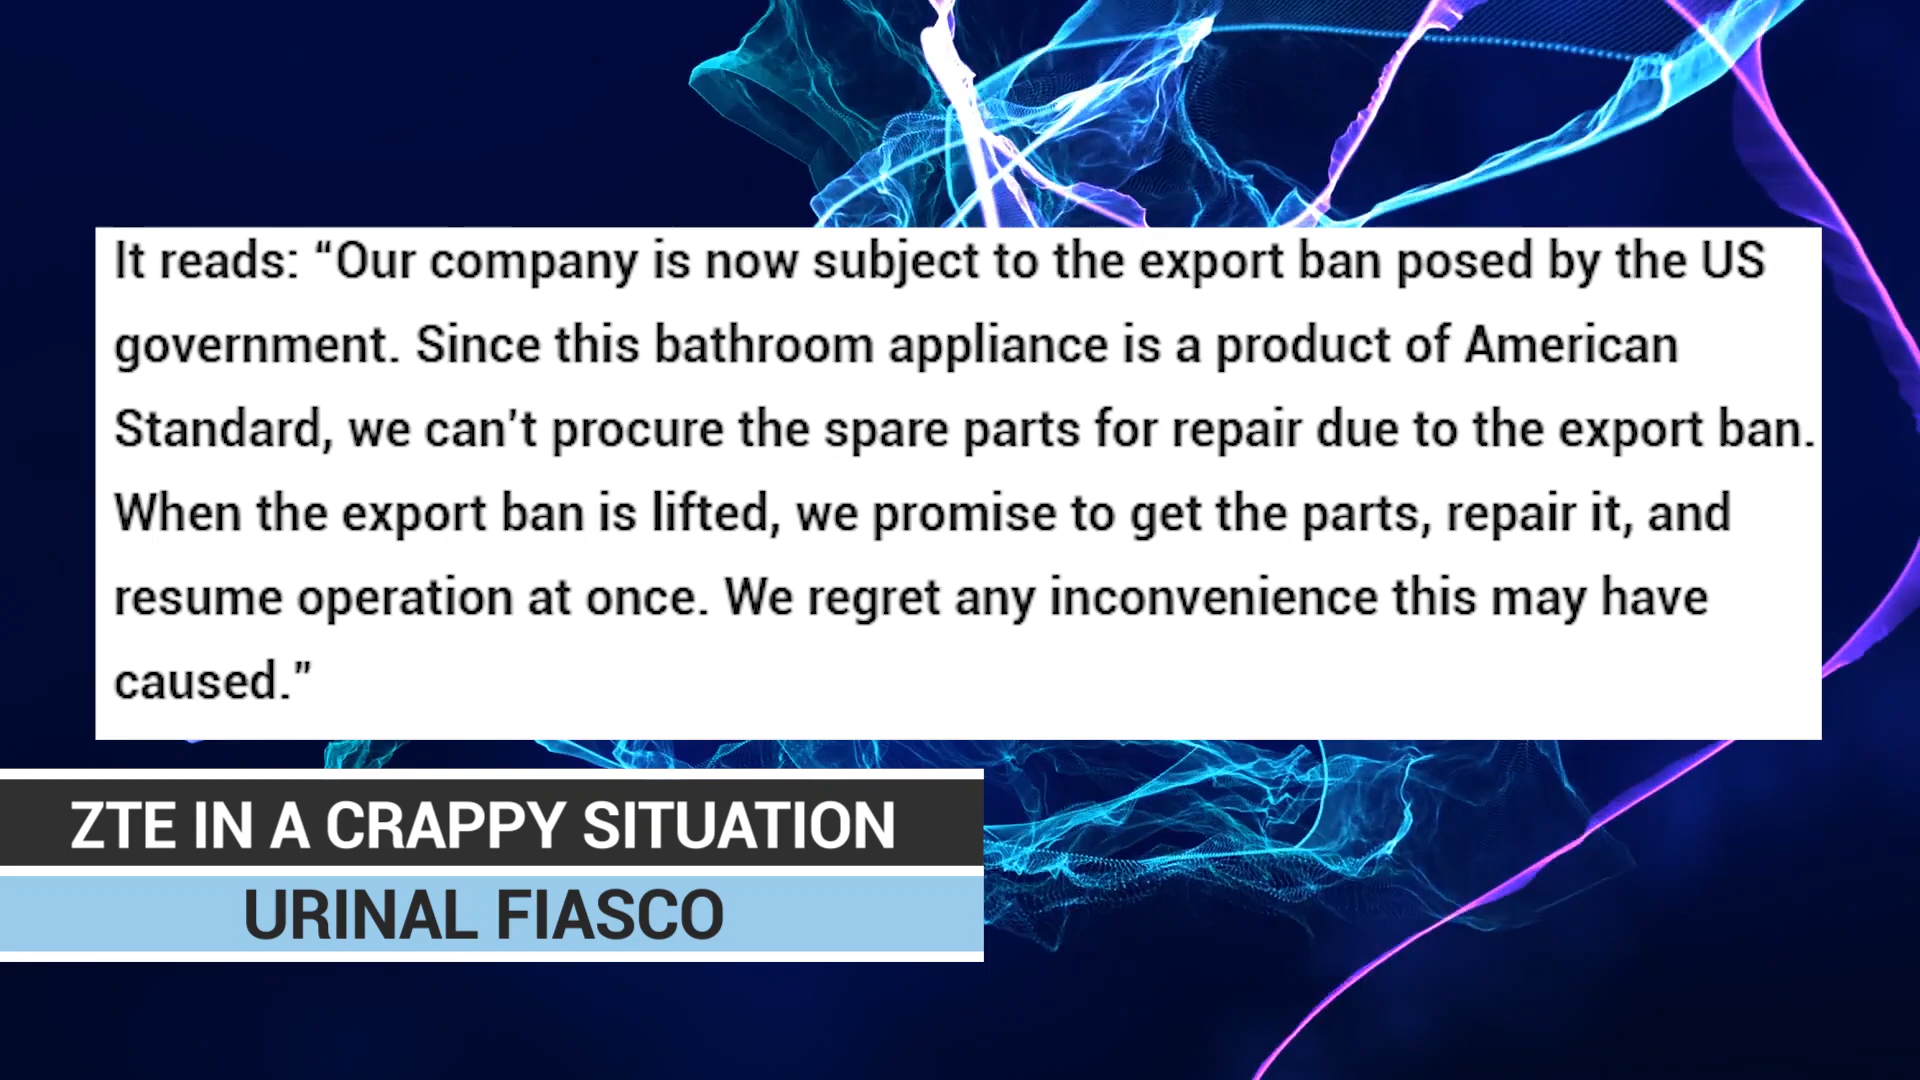 It reads: “Our company is now subject to the export ban posed by the US
government. Since this bathroom appliance is a product of American
Standard, we can’t procure the spare parts for repair due to the export ban.
When the export ban is lifted, we promise to get the parts, repair it, and
resume operation at once. We regret any inconvenience this may have
caused.”
ZTE IN A CRAPPY SITUATION
URINAL FIASCO